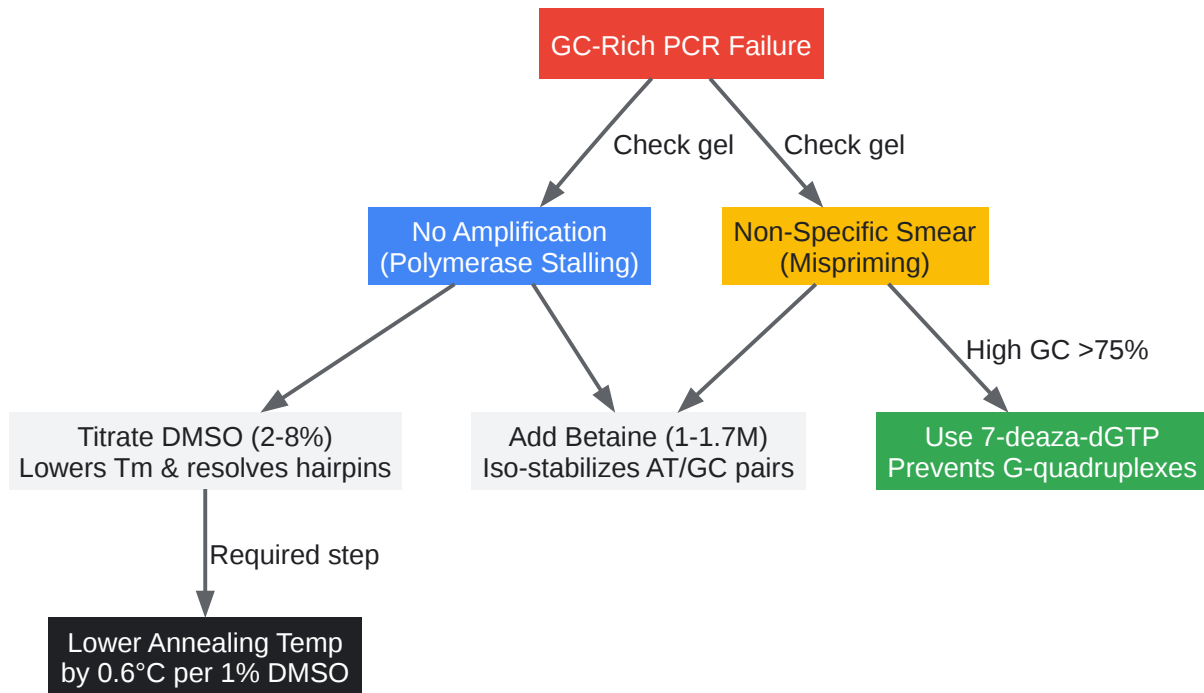 GC-Rich PCR Failure
Check gel
Check gel
No Amplification
(Polymerase Stalling)
Non-Specific Smear
(Mispriming)
High GC >75%
Titrate DMSO (2-8%)
Lowers Tm & resolves hairpins
Add Betaine (1-1.7M)
Iso-stabilizes AT/GC pairs
Use 7-deaza-dGTP
Prevents G-quadruplexes
Required step
Lower Annealing Temp
by 0.6°C per 1% DMSO